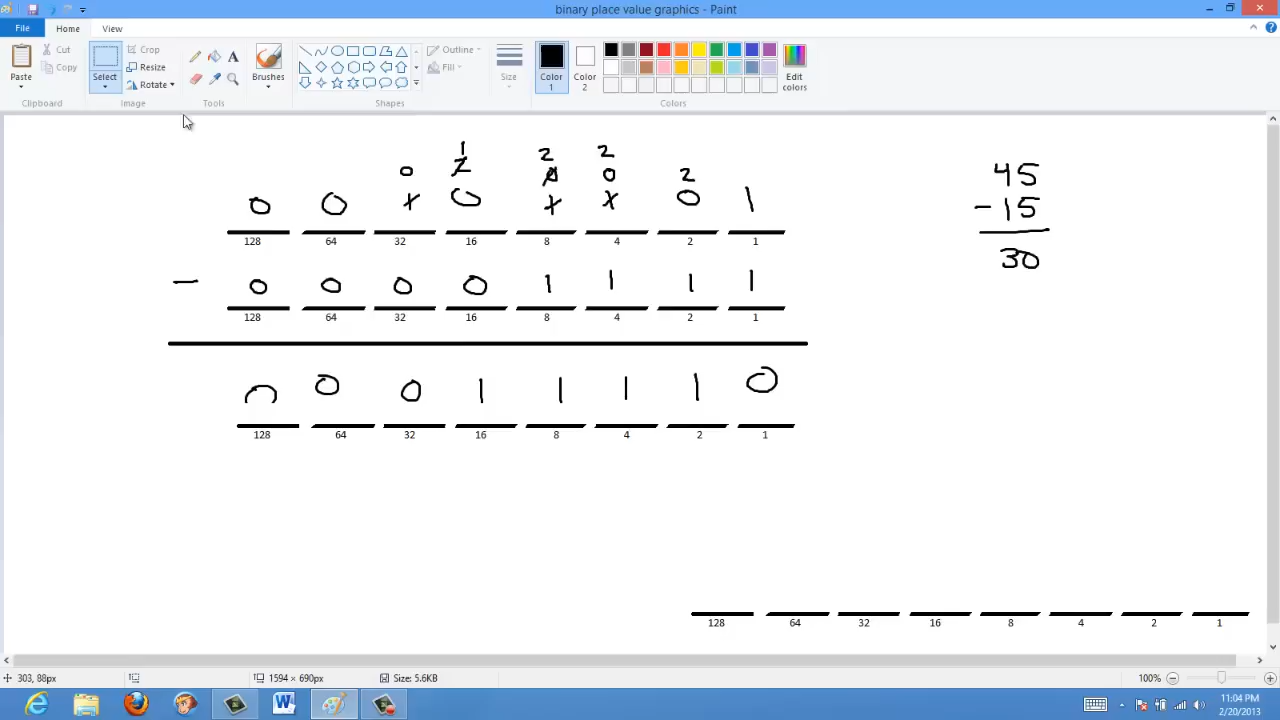 binary place value graphics - Paint
File Home View
Paste Cut Copy Clipboard
Select Crop Resize Rotate Image
A Tools
Brushes
Outline Fill Shapes
Size
Color 1 Color 2 Edit colors Colors
1 2 2
0 2 0 0 2
0 0 1 0 1 1 0 1
128 64 32 16 8 4 2 1
- 0 0 0 0 1 1 1 1
128 64 32 16 8 4 2 1
0 0 0 1 1 1 1 0
128 64 32 16 8 4 2 1
45
- 15
30
128 64 32 16 8 4 2 1
303, 88px 1594 × 690px Size: 5.6KB 100%
11:04 PM
2/20/2013